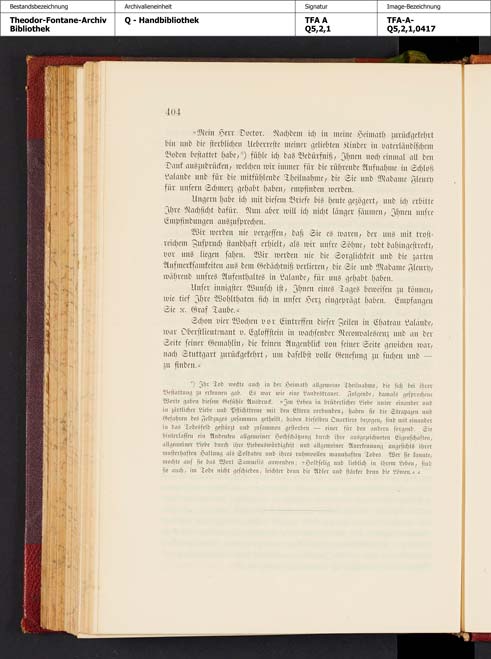 Bestandsbezeichnung
Theodor-Fontane-Archiv
Bibliothek
Archivalieneinheit
Q - Handbibliothek
Signatur
TFA A
Q5,2,1
Image-Bezeichnung
TFA-A-
Q5,2,1,0417
404
»Mein Herr Doctor. Nachdem ich in meine Heimath zurückgekehrt
bin und die sterblichen Ueberreste meiner geliebten Kinder in vaterländischem
Boden bestattet habe,*) fühle ich das Bedürfniß, Ihnen noch einmal all den
Dank auszudrücken, welchen wir immer für die rührende Aufnahme in Schloß
Lalande und für die mitfühlende Theilnahme, die Sie und Madame Fleury
für unsern Schmerz gehabt haben, empfinden werden.
Ungern habe ich mit diesem Briefe bis heute gezögert, und ich erbitte
Ihre Nachsicht dafür. Nun aber will ich nicht länger säumen, Ihnen unsre
Empfindungen auszusprechen.
Wir werden nie vergessen, daß Sie es waren, der uns mit trost-
reichem Zuspruch standhaft erhielt, als wir unsre Söhne, todt dahingestreckt,
vor uns liegen sahen. Wir werden nie die Sorglichkeit und die zarten
Aufmerksamkeiten aus dem Gedächtniß verlieren, die Sie und Madame Fleury,
während unsres Aufenthaltes in Lalande, für uns gehabt haben.
Unser innigster Wunsch ist, Ihnen eines Tages beweisen zu können,
wie tief Ihre Wohlthaten sich in unser Herz eingeprägt haben. Empfangen
Sie ꝛc. Graf Taube.«
Schon vier Wochen vor Eintreffen dieser Zeilen in Chateau Lalande,
war Oberstlieutenant v. Egloffstein in wachsender Reconvalescenz und an der
Seite seiner Gemahlin, die keinen Augenblick von seiner Seite gewichen war,
nach Stuttgart zurückgekehrt, um daselbst volle Genesung zu suchen und —
zu finden.«
*) Ihr Tod weckte auch in der Heimath allgemeine Theilnahme, die sich bei ihrer
Bestattung zu erkennen gab. Es war wie eine Landestrauer. Folgende, damals gesprochene
Worte gaben diesem Gefühle Ausdruck. »Im Leben in brüderlicher Liebe unter einander und
in zärtlicher Liebe und Pflichttreue mit den Eltern verbunden, haben sie die Strapazen und
Gefahren des Feldzuges zusammen getheilt, haben dieselben Quartiere bezogen, sind mit einander
in das Todesfeld gestürzt und zusammen gestorben — einer für den andern sorgend. Sie
hinterlassen ein Andenken allgemeiner Hochschätzung durch ihre ausgezeichneten Eigenschaften,
allgemeiner Liebe durch ihre Liebenswürdigkeit und allgemeiner Anerkennung angesichts ihrer
musterhaften Haltung als Soldaten und ihres ruhmvollen mannhaften Todes. Wer sie kannte,
mochte auf sie das Wort Samuelis anwenden: »Holdselig und lieblich in ihrem Leben, sind
sie auch, im Tode nicht geschieden, leichter denn die Adler und stärker denn die Löwen.«»